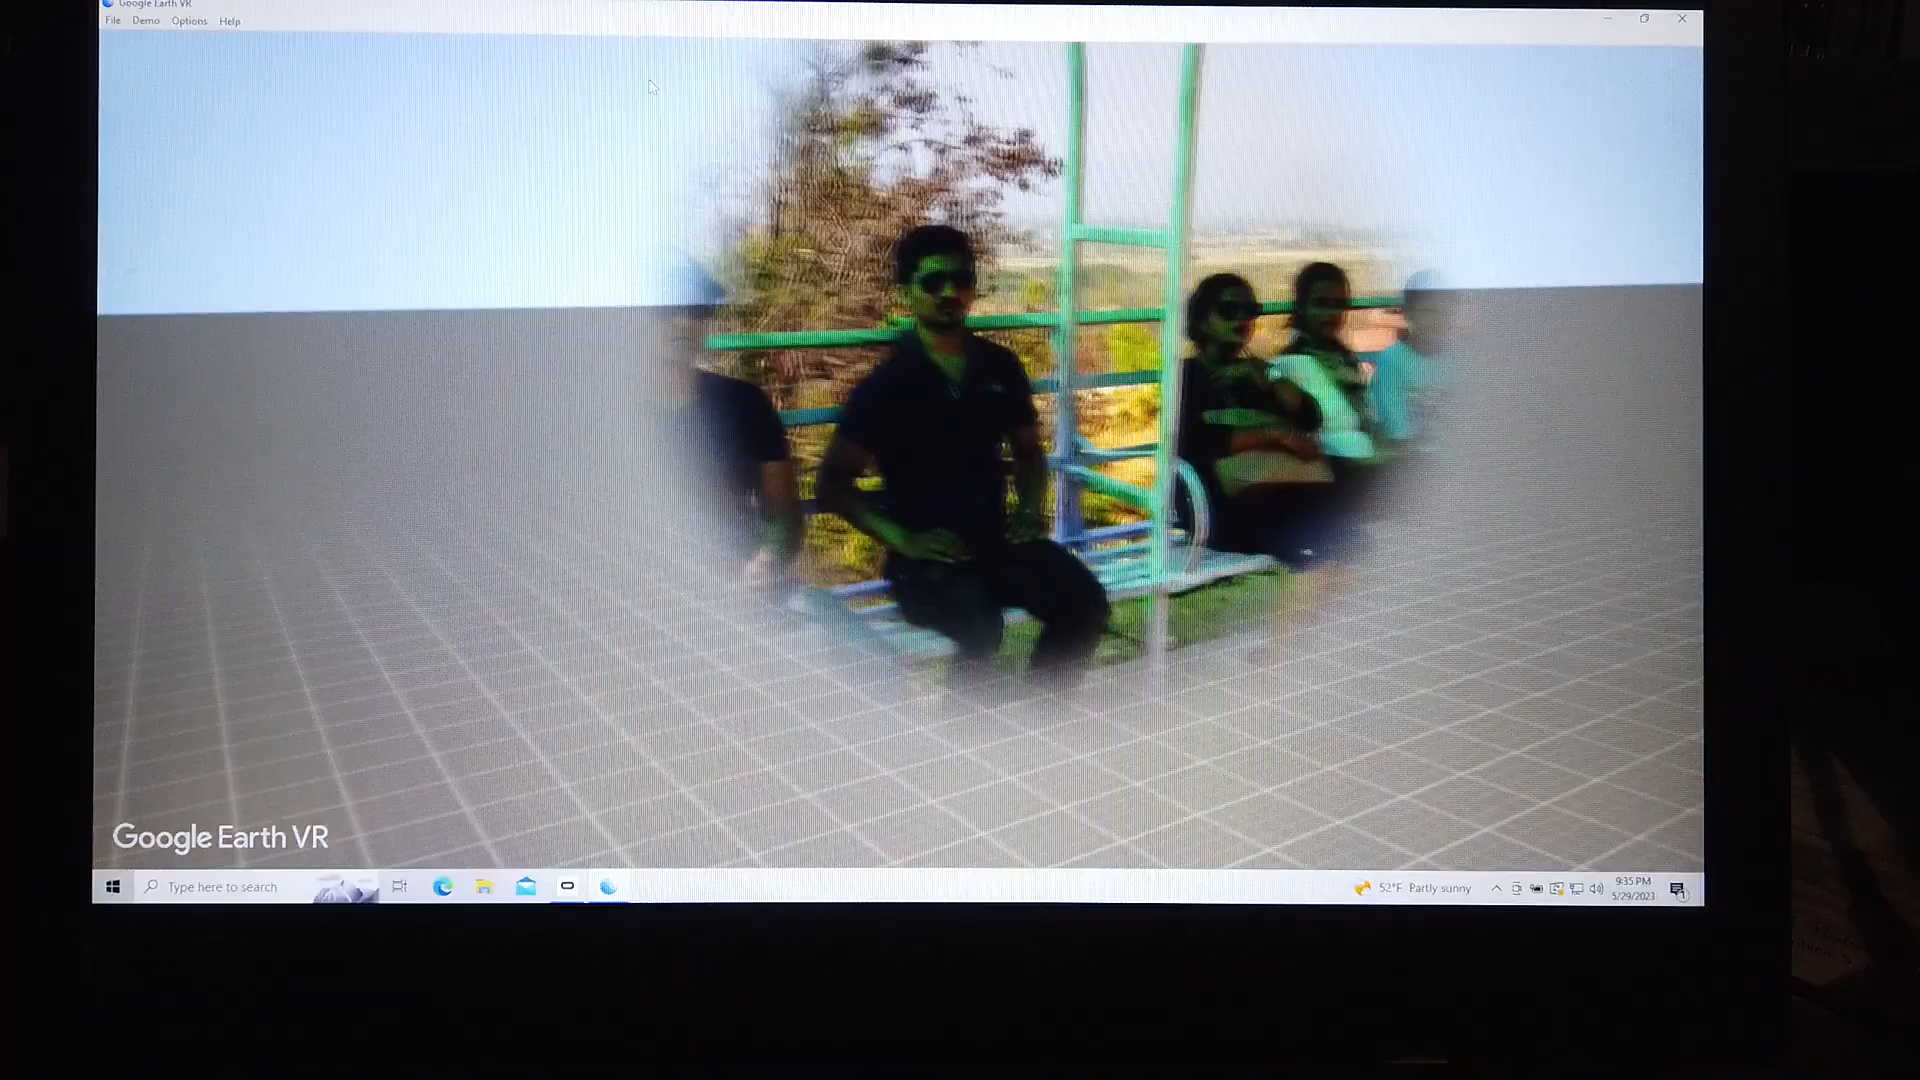 Google Earth VR
File Demo Options Help
Google Earth VR
Type here to search
52°F Partly sunny
9:35 PM
5/29/2023
1